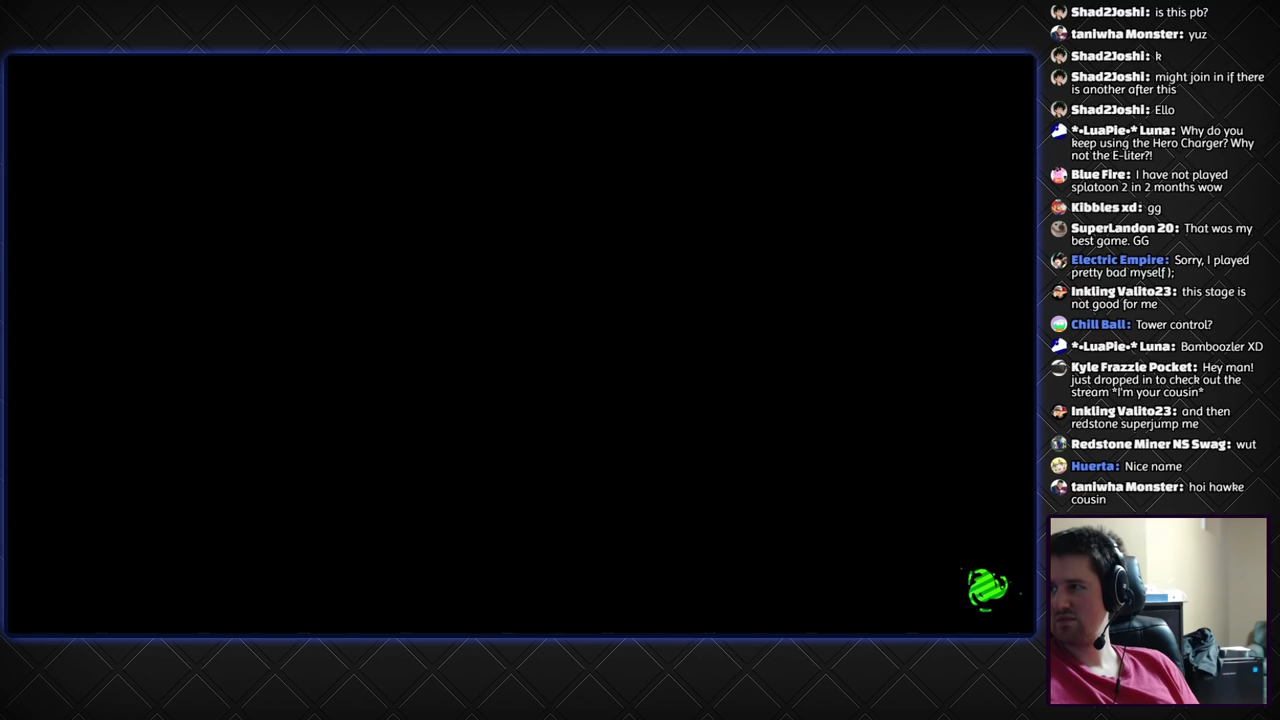 Shad2Joshi: is this pb?
taniwha Monster: yuz
Shad2Joshi: k
Shad2Joshi: might join in if there
is another after this
Shad2Joshi: Ello
*•LuaPie•* Luna: Why do you
keep using the Hero Charger? Why
not the E-liter?!
Blue Fire: I have not played
splatoon 2 in 2 months wow
Kibbles xd: gg
SuperLandon 20: That was my
best game. GG
Electric Empire: Sorry, I played
pretty bad myself );
Inkling Valito23: this stage is
not good for me
Chill Ball: Tower control?
*•LuaPie•* Luna: Bamboozler XD
Kyle Frazzle Pocket: Hey man!
just dropped in to check out the
stream *I'm your cousin*
Inkling Valito23: and then
redstone superjump me
Redstone Miner NS Swag: wut
Huerta: Nice name
taniwha Monster: hoi hawke
cousin